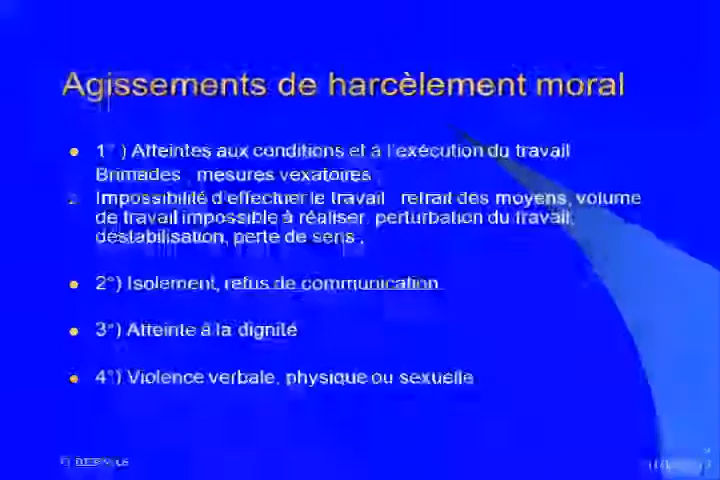 Agissements de harcèlement moral
1° ) Atteintes aux conditions et à l'exécution du travail
Brimades , mesures vexatoires ,
Impossibilité d'effectuer le travail retrait des moyens, volume
de travail impossible à réaliser, perturbation du travail,
déstabilisation, perte de sens ,
2°) Isolement, refus de communication
3°) Atteinte à la dignité
4°) Violence verbale, physique ou sexuelle